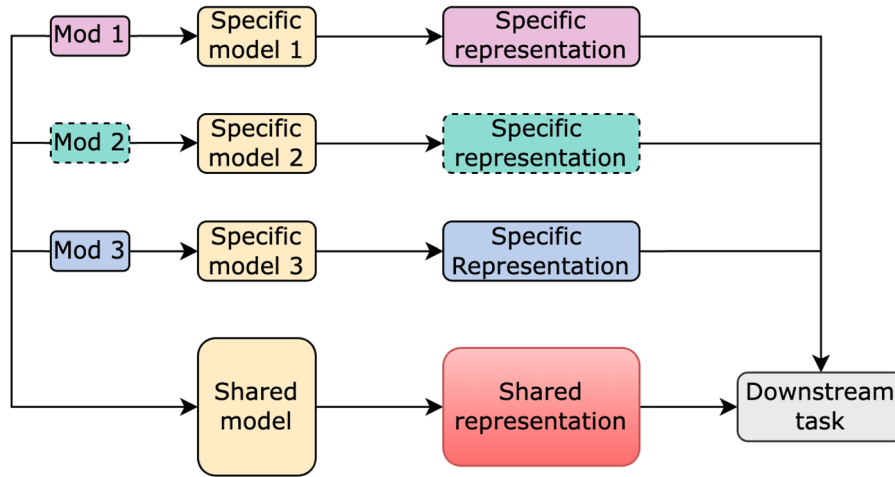 Mod 1
Specific
model 1
Specific
representation
Mod 2
Specific
model 2
Specific
representation
Mod 3
Specific
model 3
Specific
Representation
Shared
model
Shared
representation
Downstream
task